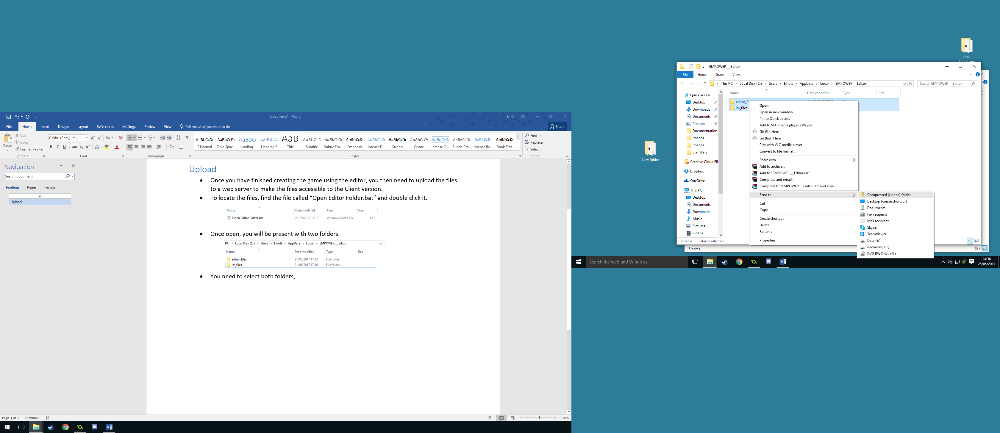 Document1 - Word
Ell C
File Home Insert Design Layout References Mailings Review View Tell me what you want to do
Share
Paste
Cut
Copy
Format Painter
Clipboard
Calibri (Body) 11
Font
Paragraph
AaBbCcDc AaBbCcDc AaBbCc AaBbCcD AaB AaBbCcD AaBbCcDc AaBbCcDc AaBbCcDc AaBbCcDc AaBbCcDc AaBbCcDc AaBbCcDD AaBbCcDc AaBbCcDc
¶ Normal ¶ No Spac... Heading 1 Heading 2 Title Subtitle Subtle Em... Emphasis Intense E... Strong Quote Intense Q... Subtle Ref... Intense Re... Book Title
Styles
Find
Replace
Select
Editing
Navigation
Search document
Headings Pages Results
Upload
Upload
• Once you have finished creating the game using the editor, you then need to upload the files
to a web server to make the files accessible to the Client version.
• To locate the files, find the file called “Open Editor Folder.bat” and double click it.
Name Date modified Type Size
Open Editor Folder.bat 21/05/2017 18:19 Windows Batch File 1 KB
• Once open, you will be present with two folders.
PC > Local Disk (C:) > Users > Elliott > AppData > Local > EMPOWER___Editor
Name Date modified Type Size
editor_files 21/05/2017 17:25 File folder
ini_files 21/05/2017 17:16 File folder
• You need to select both folders,
Page 1 of 1 66 words
150%
V5.0 -
New folder
EMPOWER___Editor
File Home Share View
This PC > Local Disk (C:) > Users > Elliott > AppData > Local > EMPOWER___Editor
Search EMPOWER___Editor
Quick access
Desktop
Downloads
Documents
Pictures
Documentation
images
images
Star Wars
Creative Cloud Fil
Dropbox
OneDrive
This PC
Desktop
Documents
Downloads
Music
Pictures
Videos
Name Date modified Type Size
editor_fil
ini_files
Open
Open in new window
Pin to Quick access
Add to VLC media player's Playlist
Git GUI Here
Git Bash Here
Play with VLC media player
Convert to file format...
Share with
Add to archive...
Add to "EMPOWER___Editor.rar"
Compress and email...
Compress to "EMPOWER___Editor.rar" and email
Send to
Cut
Copy
Create shortcut
Delete
Rename
Properties
Compressed (zipped) folder
Desktop (create shortcut)
Documents
Fax recipient
Mail recipient
Skype
TeamViewer
Data (E:)
Recording (F:)
DVD RW Drive (G:)
2 items 2 items selected
5 items
Search the web and Windows
14:36
25/05/2017